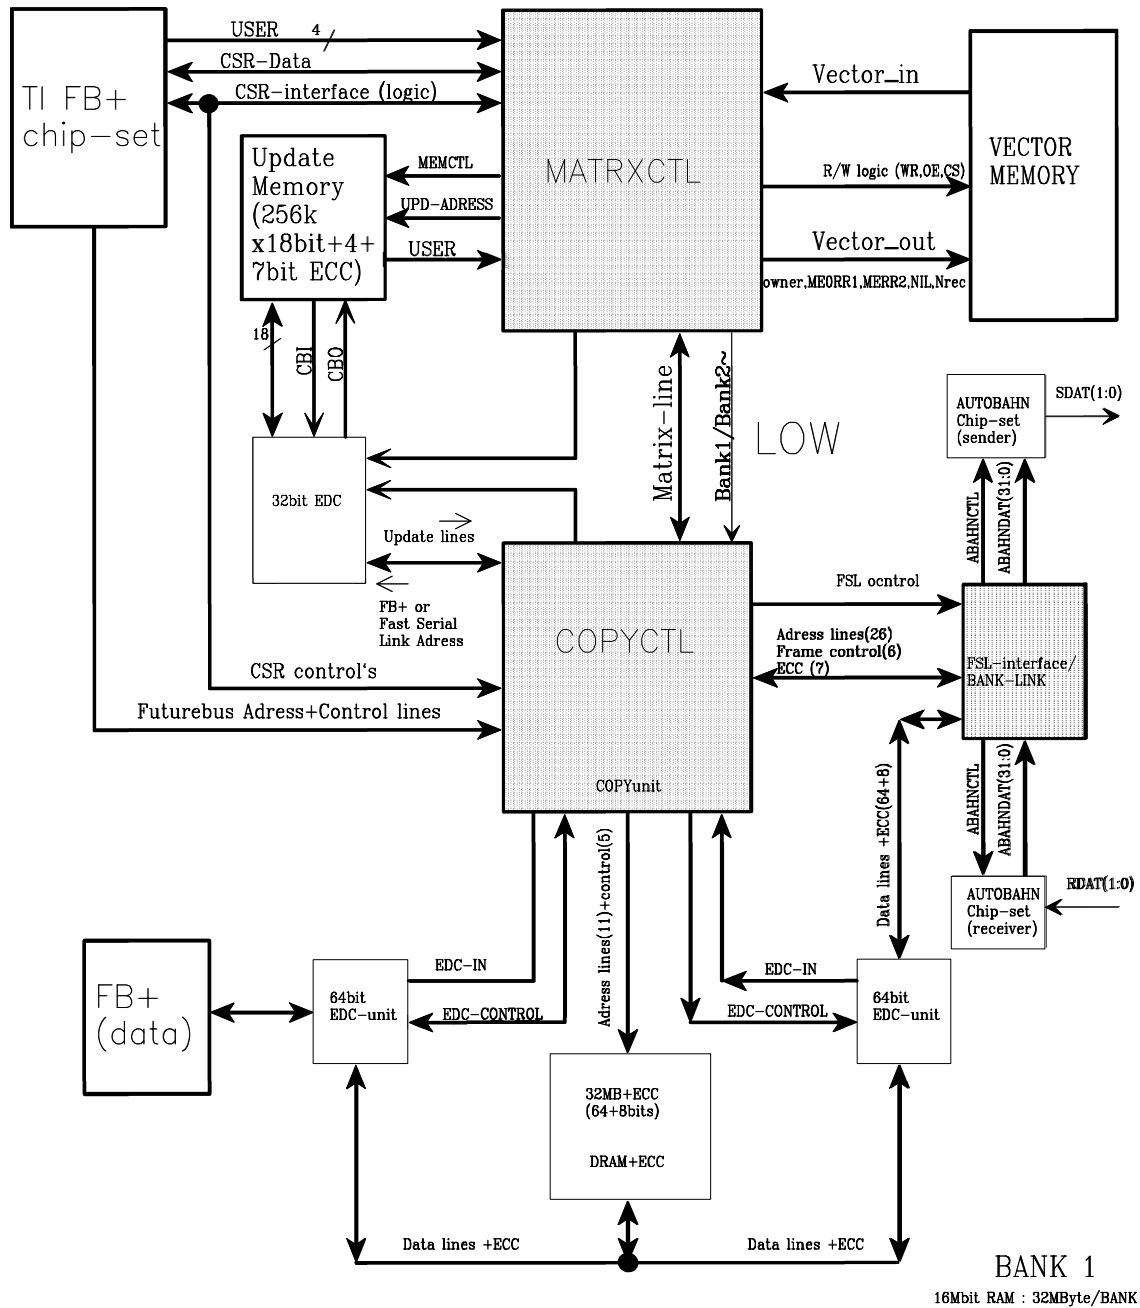 USER 4
CSR-Data
CSR-interface (logic)
TI FB+
chip-set
Update
Memory
(256k
x18bit+4+
7bit ECC)
MEMCTL
UPD-ADRESS
USER
MATRXCTL
Vector_in
R/W logic (WR,OE,CS)
Vector_out
owner,MEORR1,MERR2,NIL,Nrec
VECTOR
MEMORY
18
CBI
CBO
Matrix-line
Bank1/Bank2~
LOW
32bit EDC
Update lines
FB+ or
Fast Serial
Link Adress
AUTOBAHN
Chip-set
(sender)
SDAT(1:0)
ABAHNCTL
ABAHNDAT(31:0)
COPYCTL
COPYunit
FSL ocntrol
Adress lines(26)
Frame control(6)
ECC (7)
FSL-interface/
BANK-LINK
CSR control's
Futurebus Adress+Control lines
ABAHNCTL
ABAHNDAT(31:0)
Data lines +ECC(64+8)
AUTOBAHN
Chip-set
(receiver)
RDAT(1:0)
Adress lines(11)+control(5)
FB+
(data)
64bit
EDC-unit
EDC-IN
EDC-CONTROL
EDC-IN
EDC-CONTROL
64bit
EDC-unit
32MB+ECC
(64+8bits)
DRAM+ECC
Data lines +ECC
Data lines +ECC
BANK 1
16Mbit RAM : 32MByte/BANK